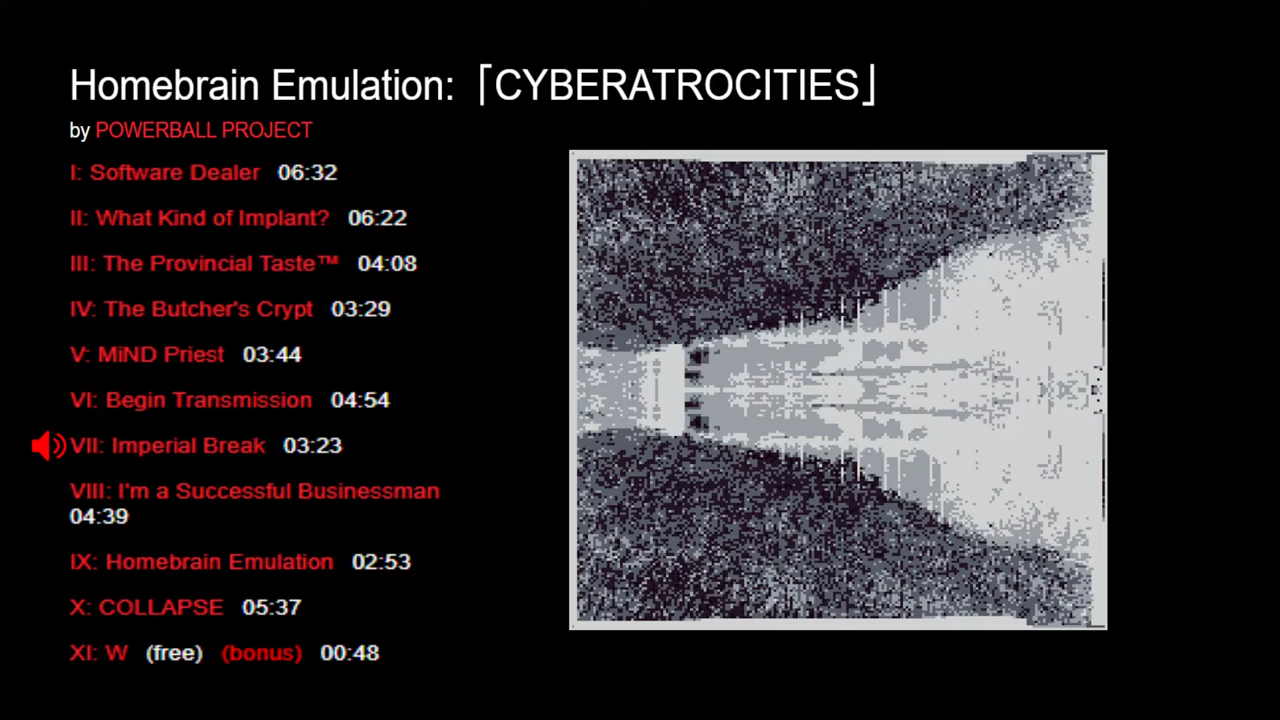 Homebrain Emulation: ⌈CYBERATROCITIES⌋
by POWERBALL PROJECT
I: Software Dealer 06:32
II: What Kind of Implant? 06:22
III: The Provincial Taste™ 04:08
IV: The Butcher's Crypt 03:29
V: MiND Priest 03:44
VI: Begin Transmission 04:54
VII: Imperial Break 03:23
VIII: I'm a Successful Businessman
04:39
IX: Homebrain Emulation 02:53
X: COLLAPSE 05:37
XI: W (free) (bonus) 00:48